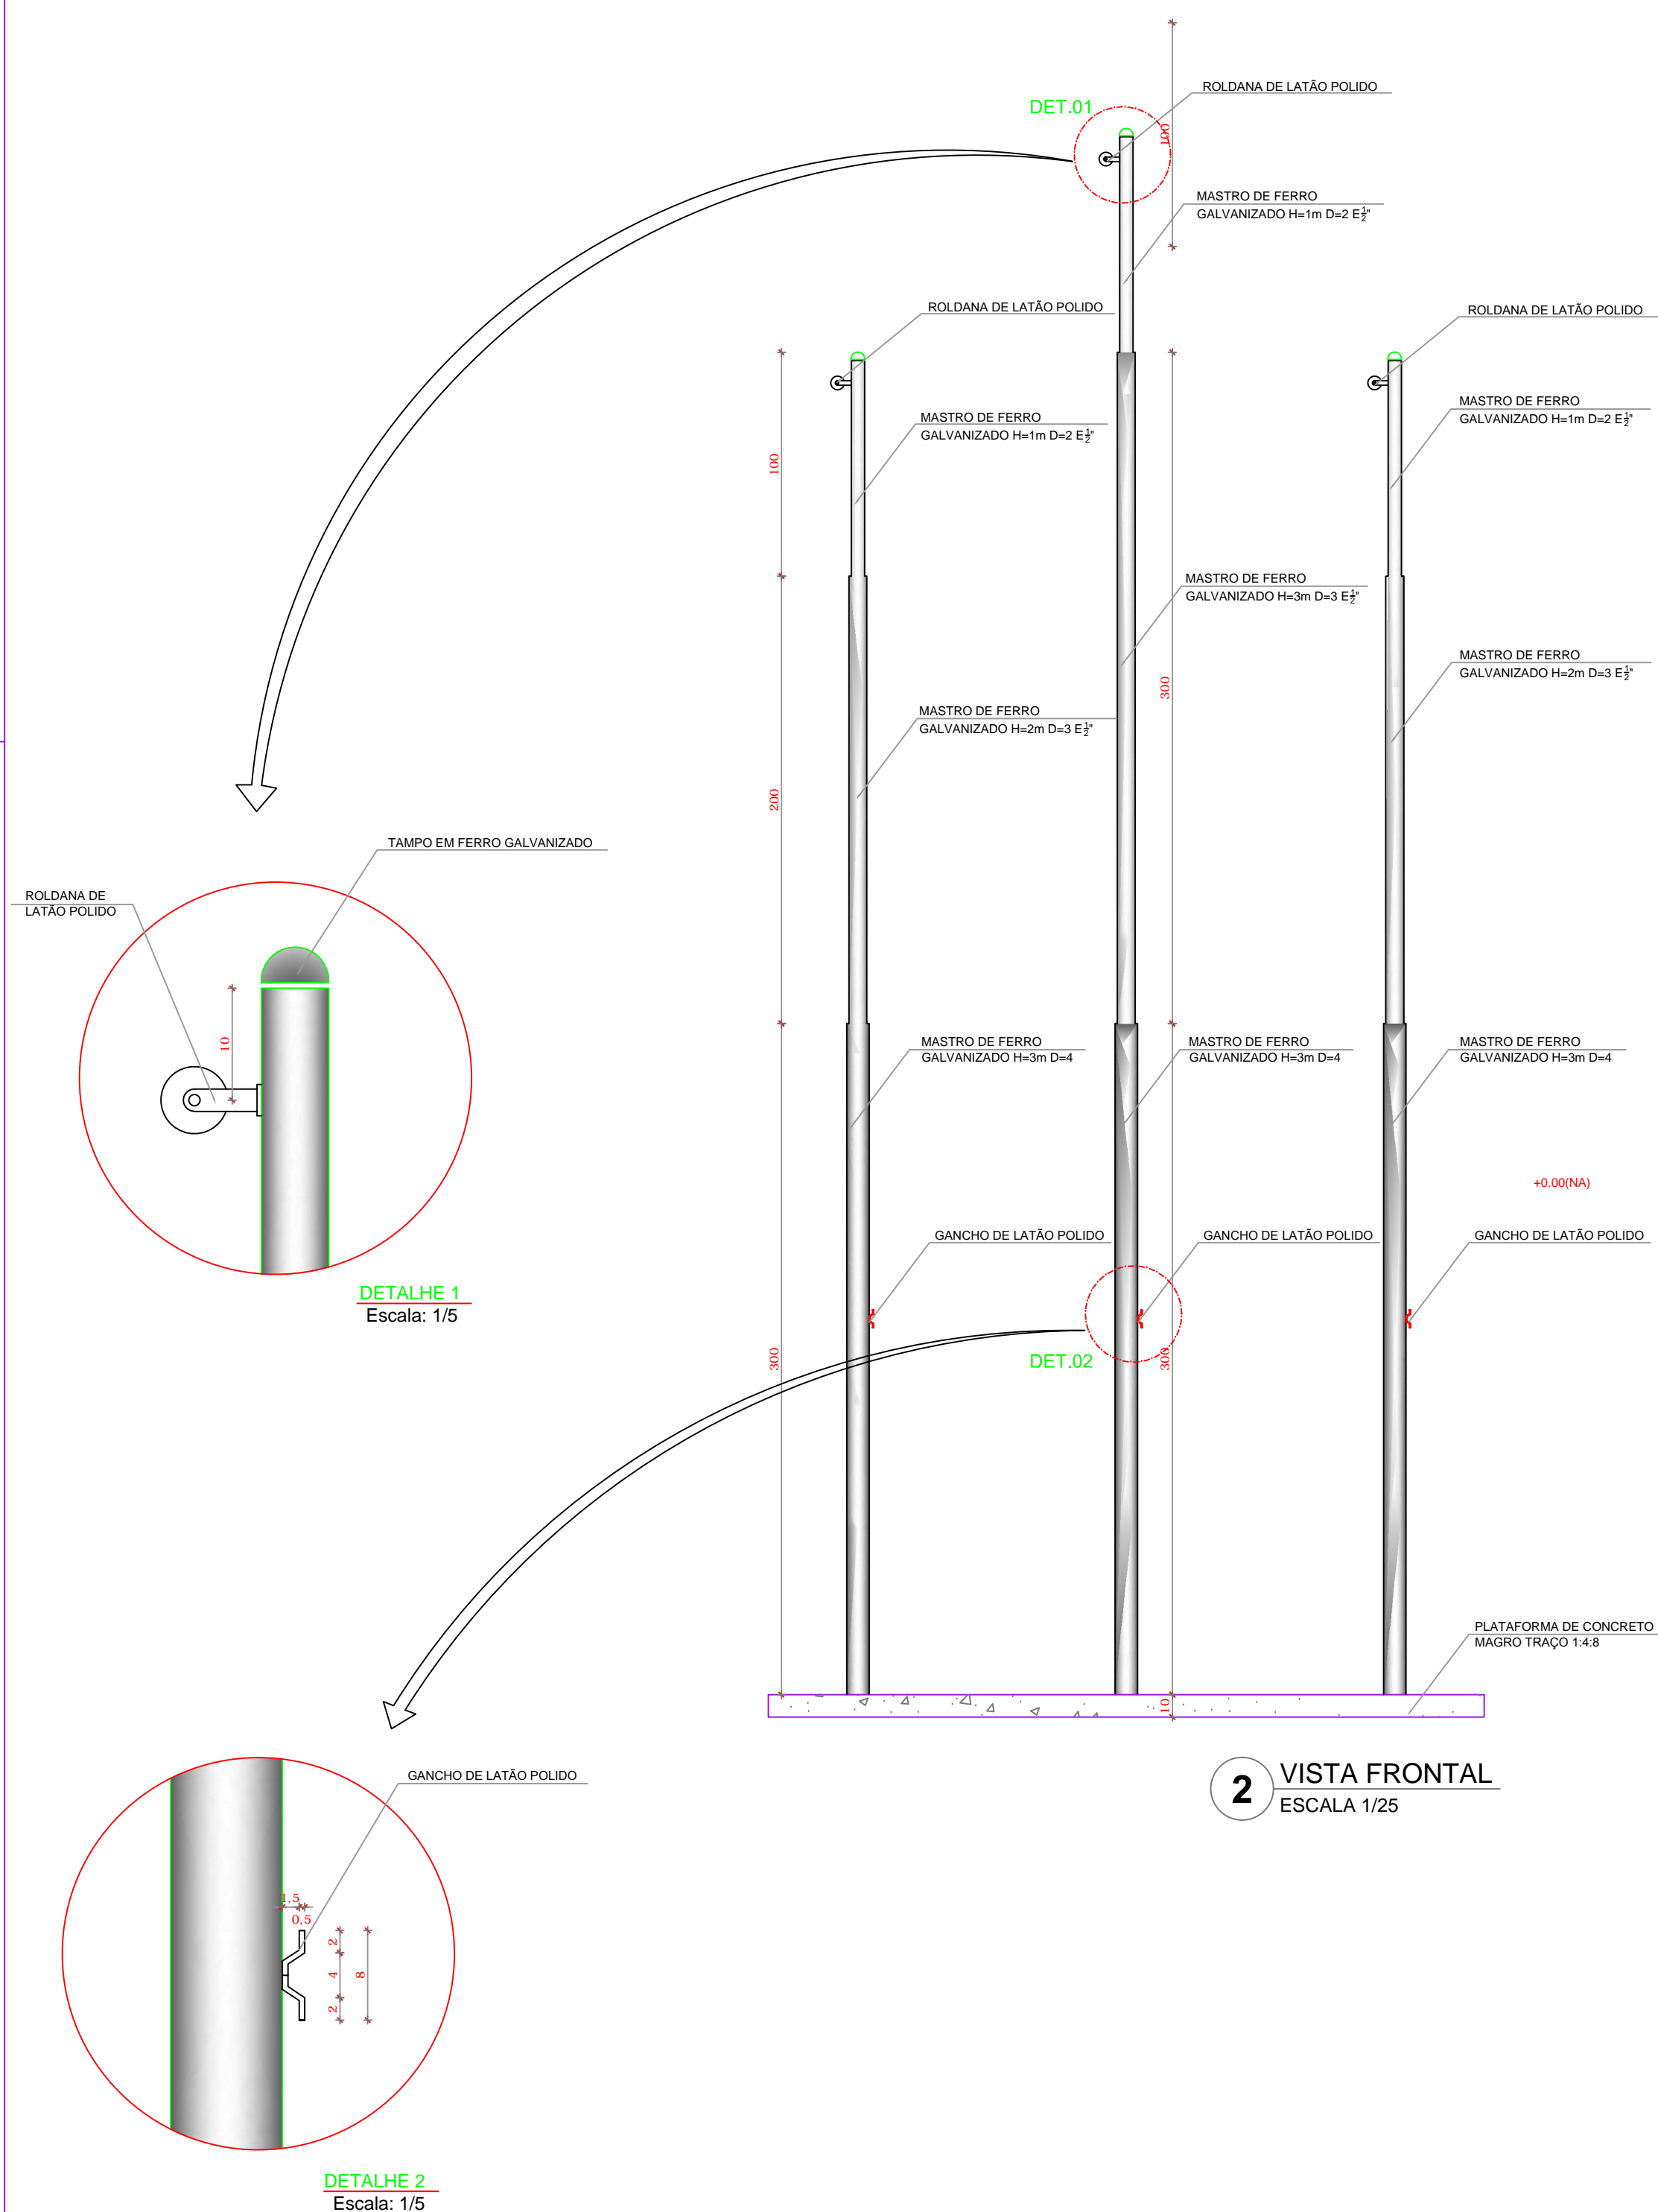 ROLDANA DE LATÃO POLIDO
DET.01
100
MASTRO DE FERRO
GALVANIZADO H=1m D=2 E½"
ROLDANA DE LATÃO POLIDO
ROLDANA DE LATÃO POLIDO
MASTRO DE FERRO
GALVANIZADO H=1m D=2 E½"
MASTRO DE FERRO
GALVANIZADO H=1m D=2 E½"
100
MASTRO DE FERRO
GALVANIZADO H=3m D=3 E½"
MASTRO DE FERRO
GALVANIZADO H=2m D=3 E½"
300
MASTRO DE FERRO
GALVANIZADO H=2m D=3 E½"
200
TAMPO EM FERRO GALVANIZADO
ROLDANA DE
LATÃO POLIDO
10
MASTRO DE FERRO
GALVANIZADO H=3m D=4
MASTRO DE FERRO
GALVANIZADO H=3m D=4
MASTRO DE FERRO
GALVANIZADO H=3m D=4
+0.00(NA)
GANCHO DE LATÃO POLIDO
GANCHO DE LATÃO POLIDO
GANCHO DE LATÃO POLIDO
DETALHE 1
Escala: 1/5
300
DET.02
300
PLATAFORMA DE CONCRETO
MAGRO TRAÇO 1:4:8
10
2
VISTA FRONTAL
ESCALA 1/25
GANCHO DE LATÃO POLIDO
1,5
0,5
2
4
8
2
DETALHE 2
Escala: 1/5